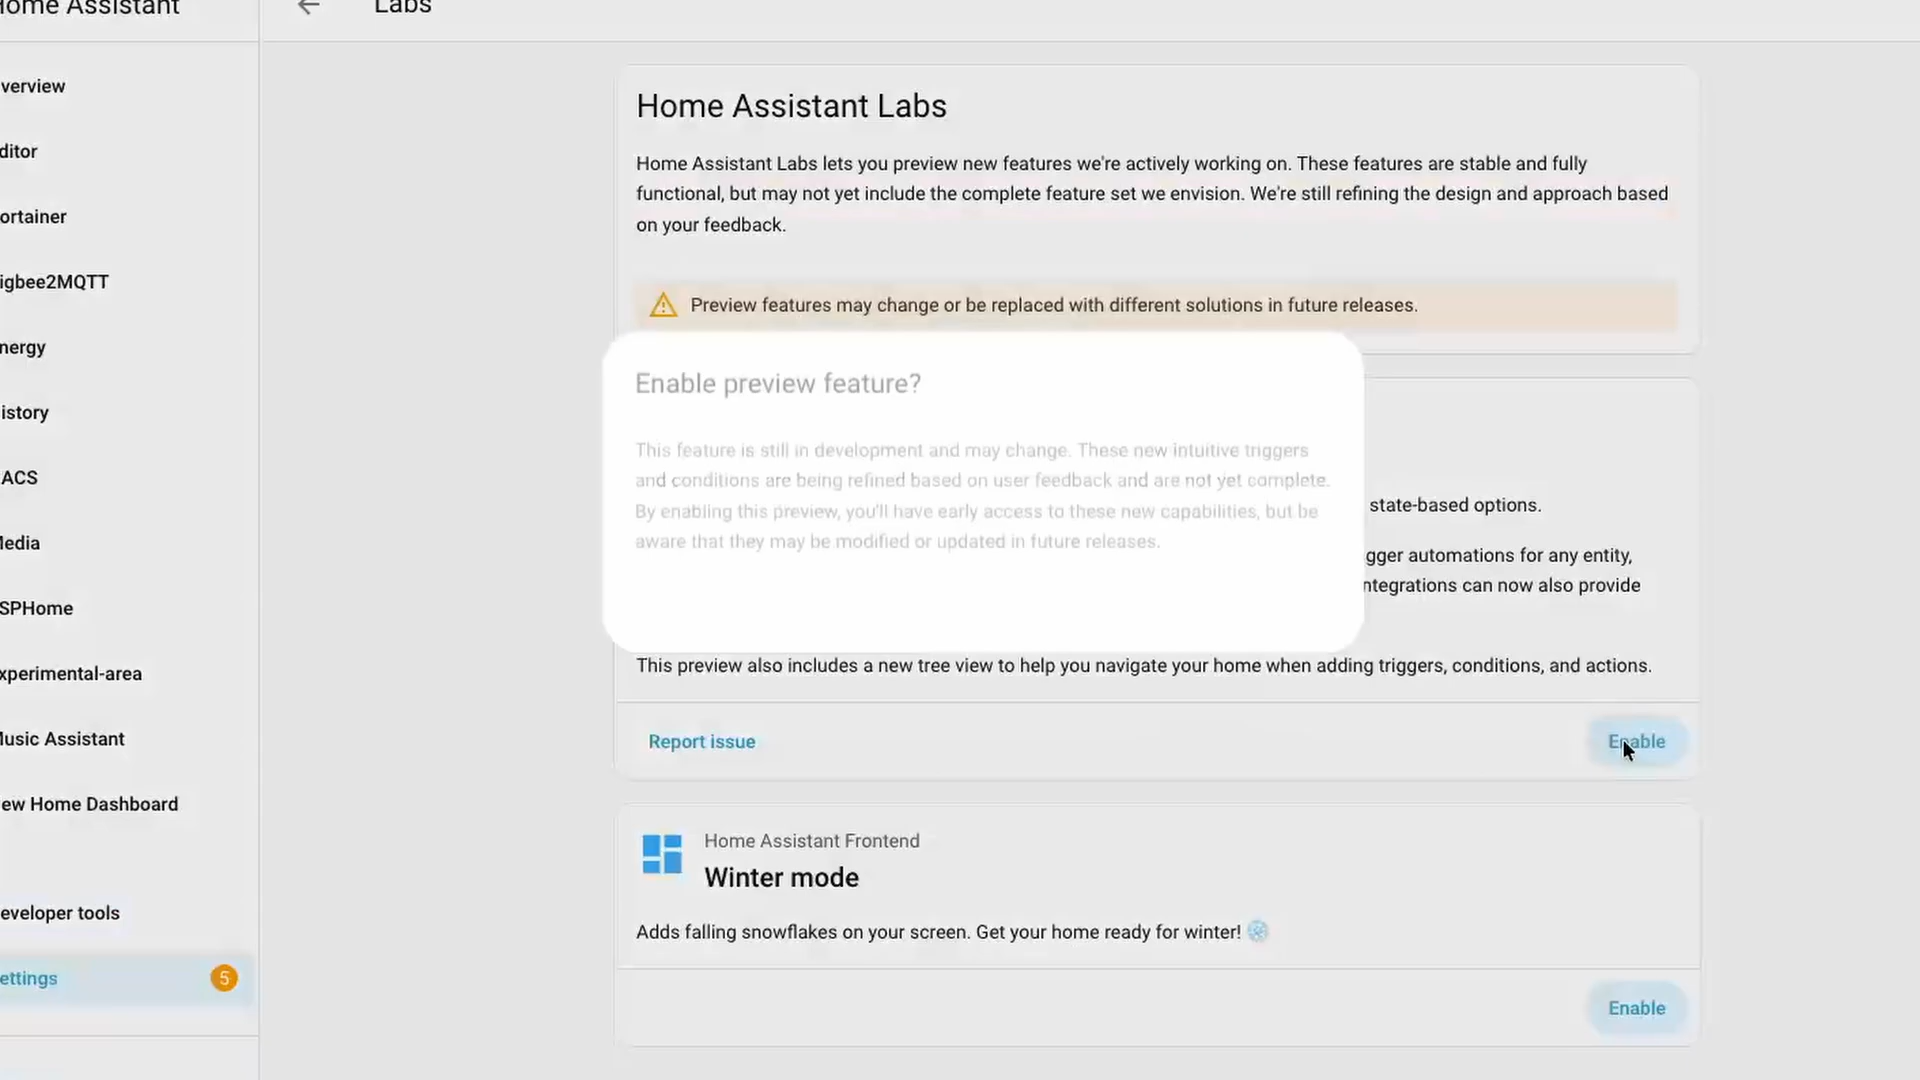 Home Assistant
Labs
verview
ditor
ortainer
igbee2MQTT
nergy
istory
ACS
Media
SPHome
xperimental-area
Music Assistant
ew Home Dashboard
eveloper tools
ettings
5
Home Assistant Labs
Home Assistant Labs lets you preview new features we're actively working on. These features are stable and fully
functional, but may not yet include the complete feature set we envision. We're still refining the design and approach based
on your feedback.
Preview features may change or be replaced with different solutions in future releases.
Enable preview feature?
This feature is still in development and may change. These new intuitive triggers
and conditions are being refined based on user feedback and are not yet complete.
By enabling this preview, you'll have early access to these new capabilities, but be
aware that they may be modified or updated in future releases.
state-based options.
gger automations for any entity,
ntegrations can now also provide
This preview also includes a new tree view to help you navigate your home when adding triggers, conditions, and actions.
Report issue
Enable
Home Assistant Frontend
Winter mode
Adds falling snowflakes on your screen. Get your home ready for winter! ❄️
Enable